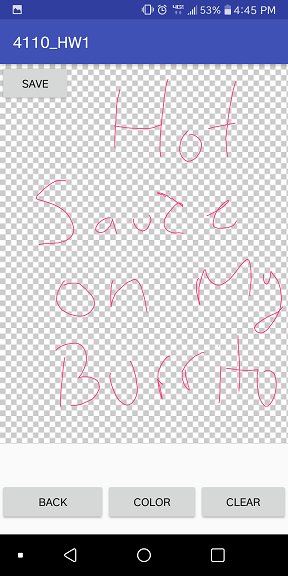 53% 4:45 PM
4110_HW1
SAVE
Hot
Sauce
on My
Burrito
BACK COLOR CLEAR